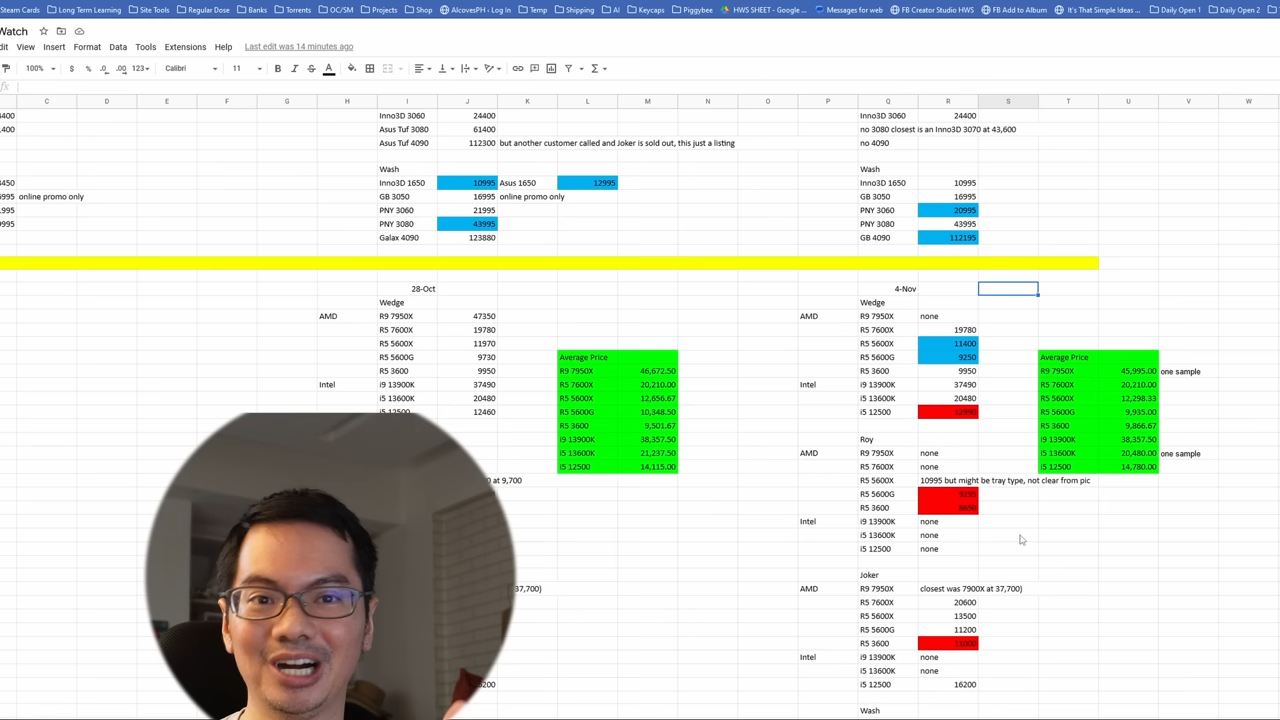 Steam Cards Long Term Learning Site Tools Regular Dose Banks Torrents OC/SM Projects Shop AlcovesPH - Log In Temp Shipping AI Keycaps Piggybee HWS SHEET - Google ... Messages for web FB Creator Studio HWS FB Add to Album It's That Simple Ideas ... Daily Open 1 Daily Open 2
Watch
dit View Insert Format Data Tools Extensions Help Last edit was 14 minutes ago
100% $ % .0 .00 123 Calibri 11 B I S A
fx
C D E F G H I J K L M N O P Q R S T U V W
3400 Inno3D 3060 24400 Inno3D 3060 24400
1400 Asus Tuf 3080 61400 no 3080 closest is an Inno3D 3070 at 43,600
Asus Tuf 4090 112300 but another customer called and Joker is sold out, this just a listing no 4090
Wash Wash
3450 Inno3D 1650 10995 Asus 1650 12995 Inno3D 1650 10995
5995 online promo only GB 3050 16995 online promo only GB 3050 16995
1995 PNY 3060 21995 PNY 3060 20995
9995 PNY 3080 43995 PNY 3080 43995
Galax 4090 123880 GB 4090 112195
28-Oct 4-Nov
Wedge Wedge
AMD R9 7950X 47350 AMD R9 7950X none
R5 7600X 19780 R5 7600X 19780
R5 5600X 11970 R5 5600X 11400
R5 5600G 9730 Average Price R5 5600G 9250 Average Price
R5 3600 9950 R9 7950X 46,672.50 R5 3600 9950 R9 7950X 45,995.00 one sample
Intel i9 13900K 37490 R5 7600X 20,210.00 Intel i9 13900K 37490 R5 7600X 20,210.00
i5 13600K 20480 R5 5600X 12,656.67 i5 13600K 20480 R5 5600X 12,298.33
i5 12500 12460 R5 5600G 10,348.50 i5 12500 12990 R5 5600G 9,935.00
R5 3600 9,501.67 R5 3600 9,866.67
i9 13900K 38,357.50 Roy i9 13900K 38,357.50
i5 13600K 21,237.50 AMD R9 7950X none i5 13600K 20,480.00 one sample
i5 12500 14,115.00 R5 7600X none i5 12500 14,780.00
at 9,700 R5 5600X 10995 but might be tray type, not clear from pic
R5 5600G 9295
R5 3600 8650
Intel i9 13900K none
i5 13600K none
i5 12500 none
Joker
37,700) AMD R9 7950X closest was 7900X at 37,700)
R5 7600X 20600
R5 5600X 13500
R5 5600G 11200
R5 3600 11000
Intel i9 13900K none
i5 13600K none
5200 i5 12500 16200
Wash